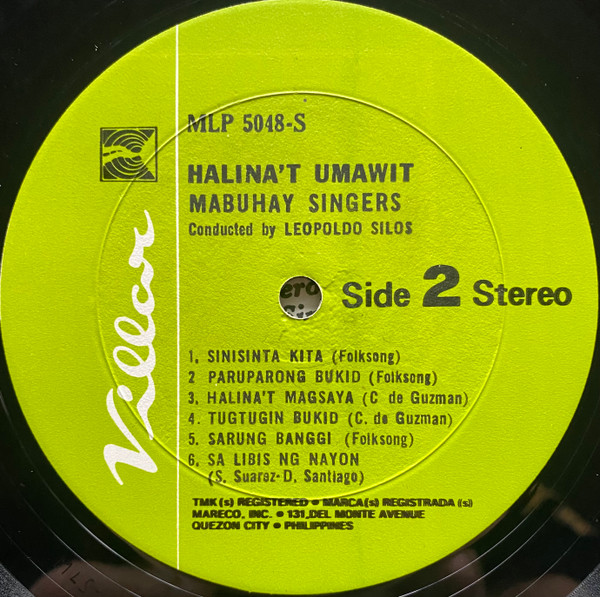 MLP 5048-S
HALINA'T UMAWIT
MABUHAY SINGERS
Conducted by LEOPOLDO SILOS
Villar
Side 2 Stereo
1, SINISINTA KITA (Folksong)
2 PARUPARONG BUKID (Folksong)
3, HALINA'T MAGSAYA (C de Guzman)
4. TUGTUGIN BUKID (C. de Guzman)
5. SARUNG BANGGI (Folksong)
6, SA LIBIS NG NAYON
(S. Suarez-D, Santiago)
TMK(s) REGISTERED • MARCA(s) REGISTRADA (s)
MARECO, INC. • 131, DEL MONTE AVENUE
QUEZON CITY • PHILIPPINES